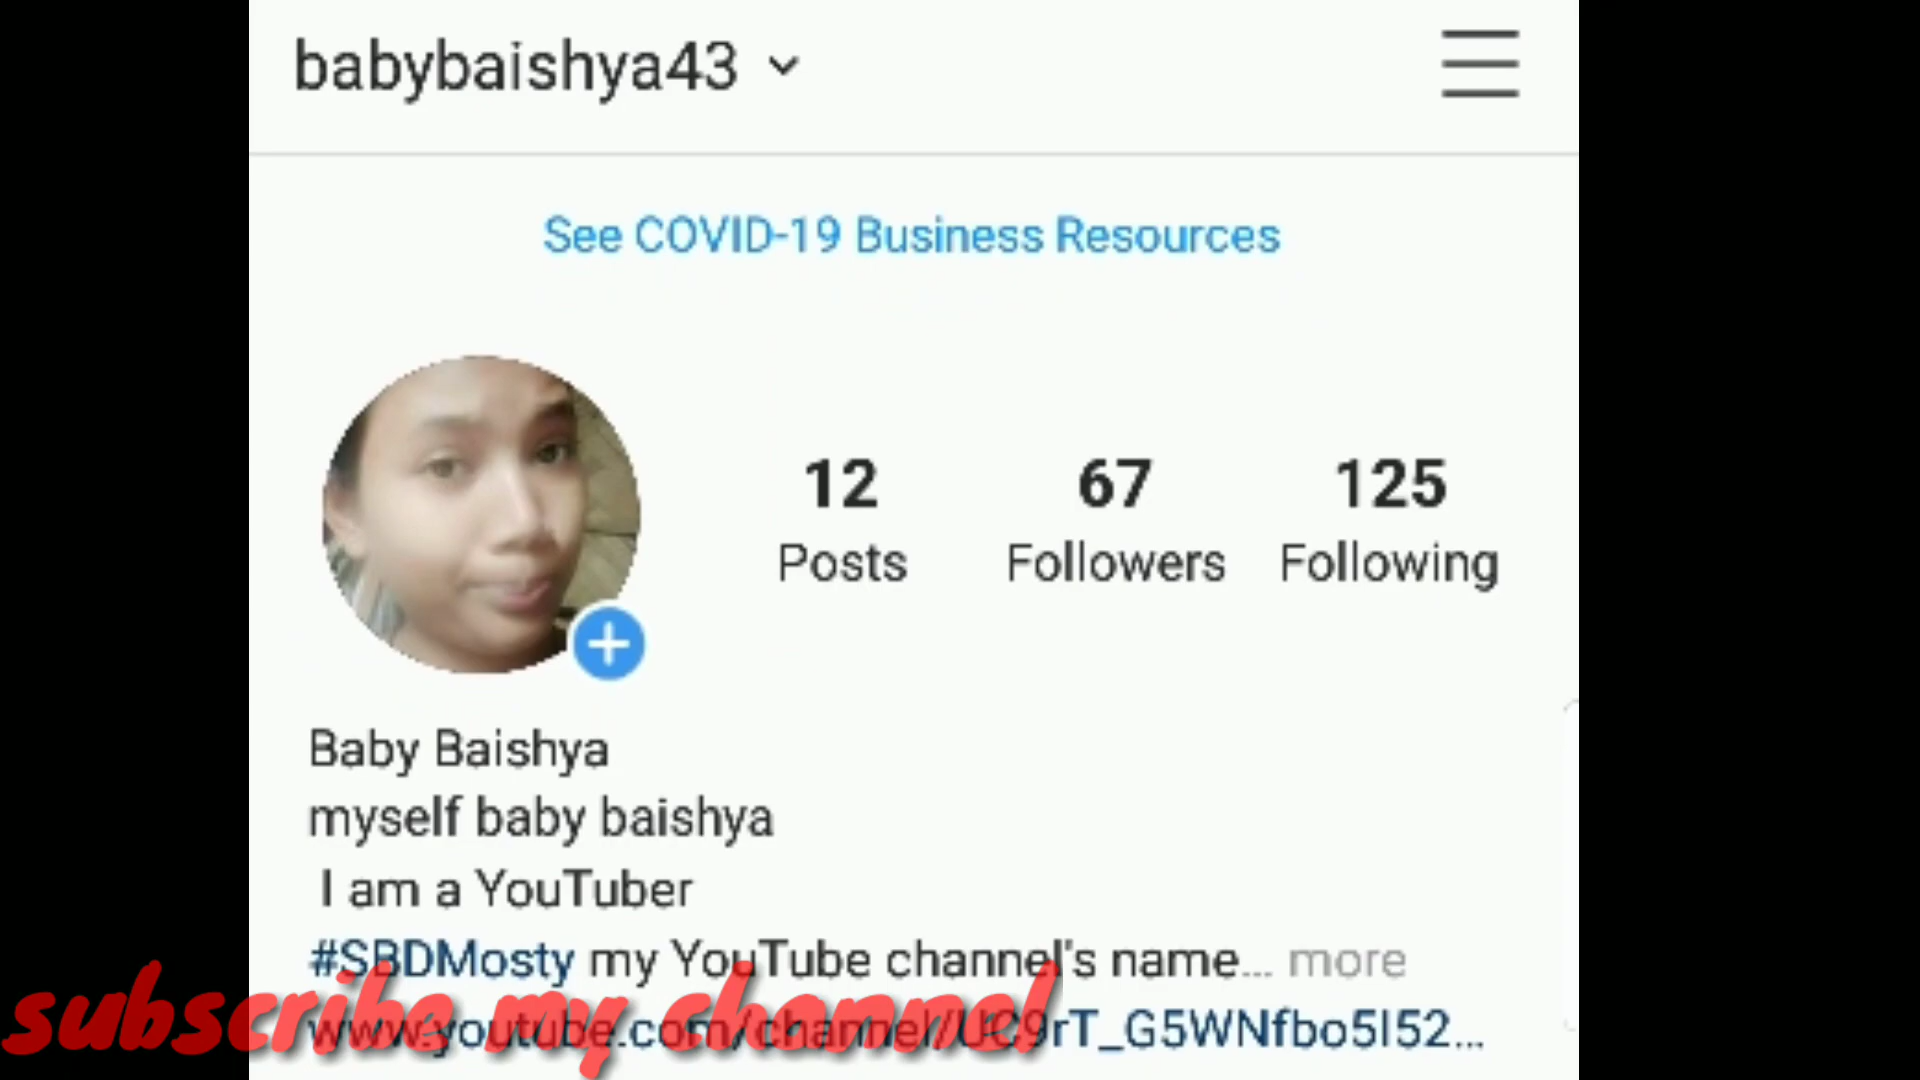 babybaishya43
See COVID-19 Business Resources
12 67 125
Posts Followers Following
Baby Baishya
myself baby baishya
I am a YouTuber
#SBDMosty my YouTube channel's name... more
subscribe my channel
www.youtube.com/channel/UC9rT_G5WNfbo5I52...